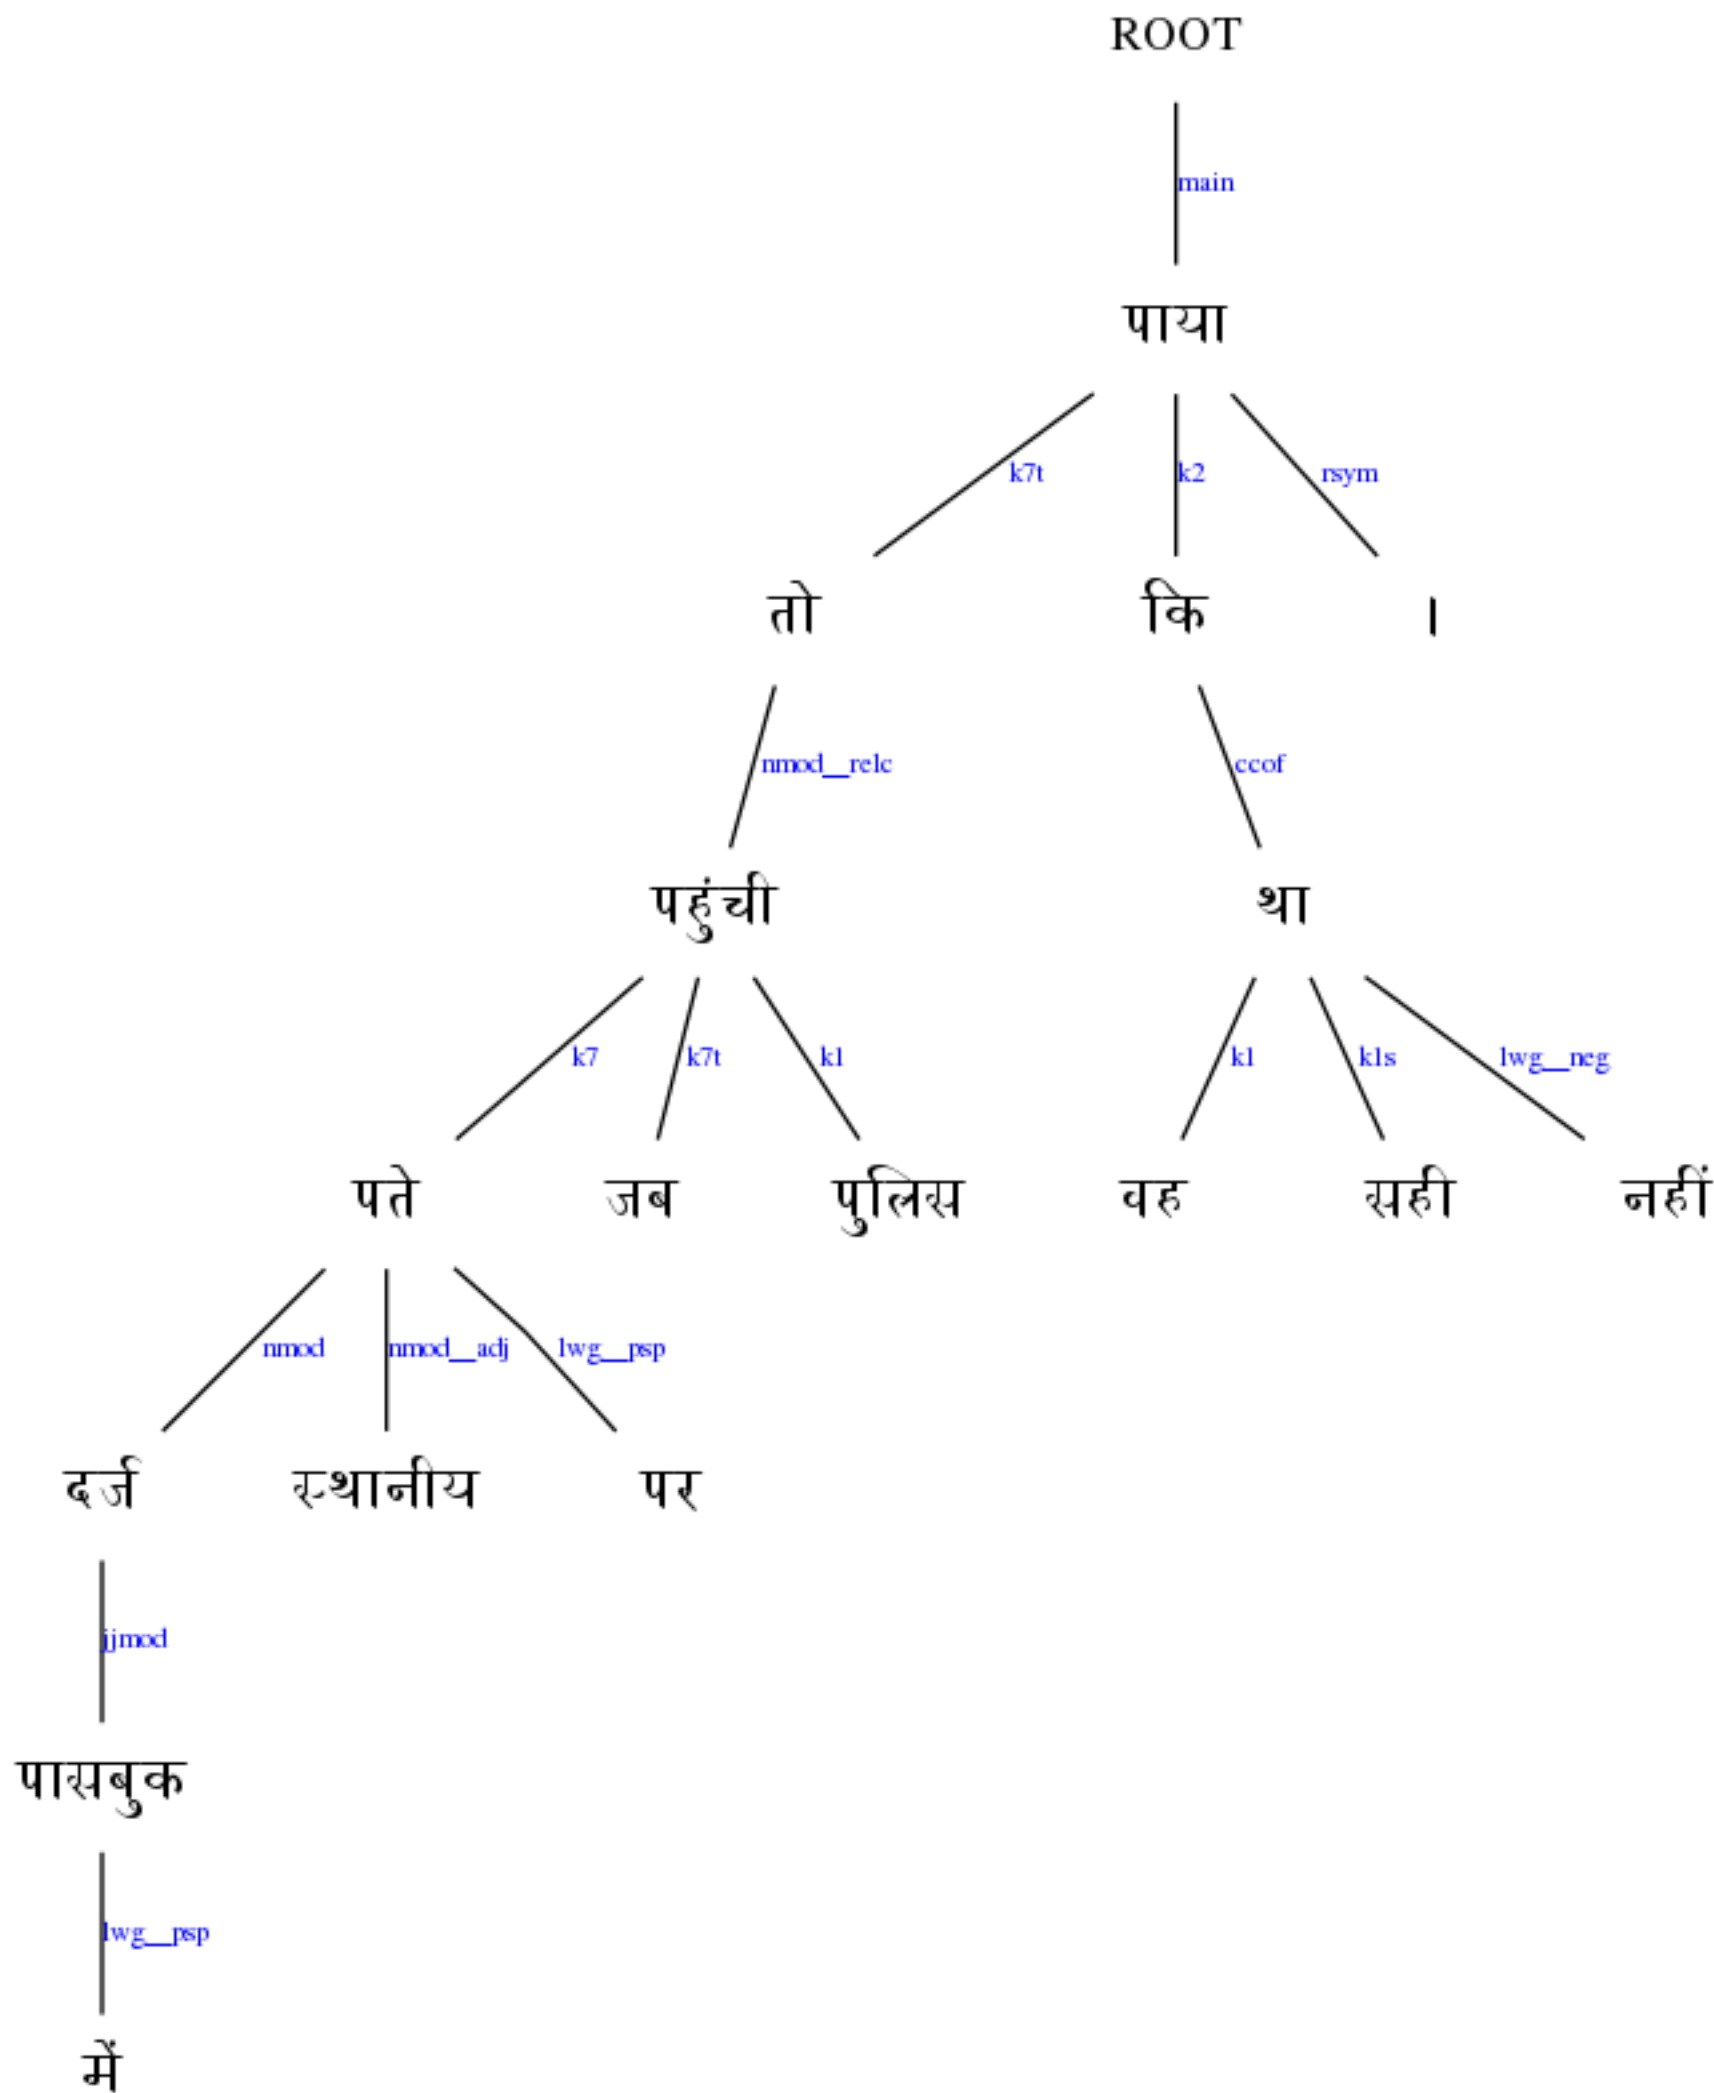 ROOT
main
पाया
k7t k2 rsym
तो कि ।
nmod__relc ccof
पहुंची था
k7 k7t k1 k1 k1s lwg__neg
पते जब पुलिस वह सही नहीं
nmod nmod__adj lwg__psp
दर्ज स्थानीय पर
jjmod
पासबुक
lwg__psp
में